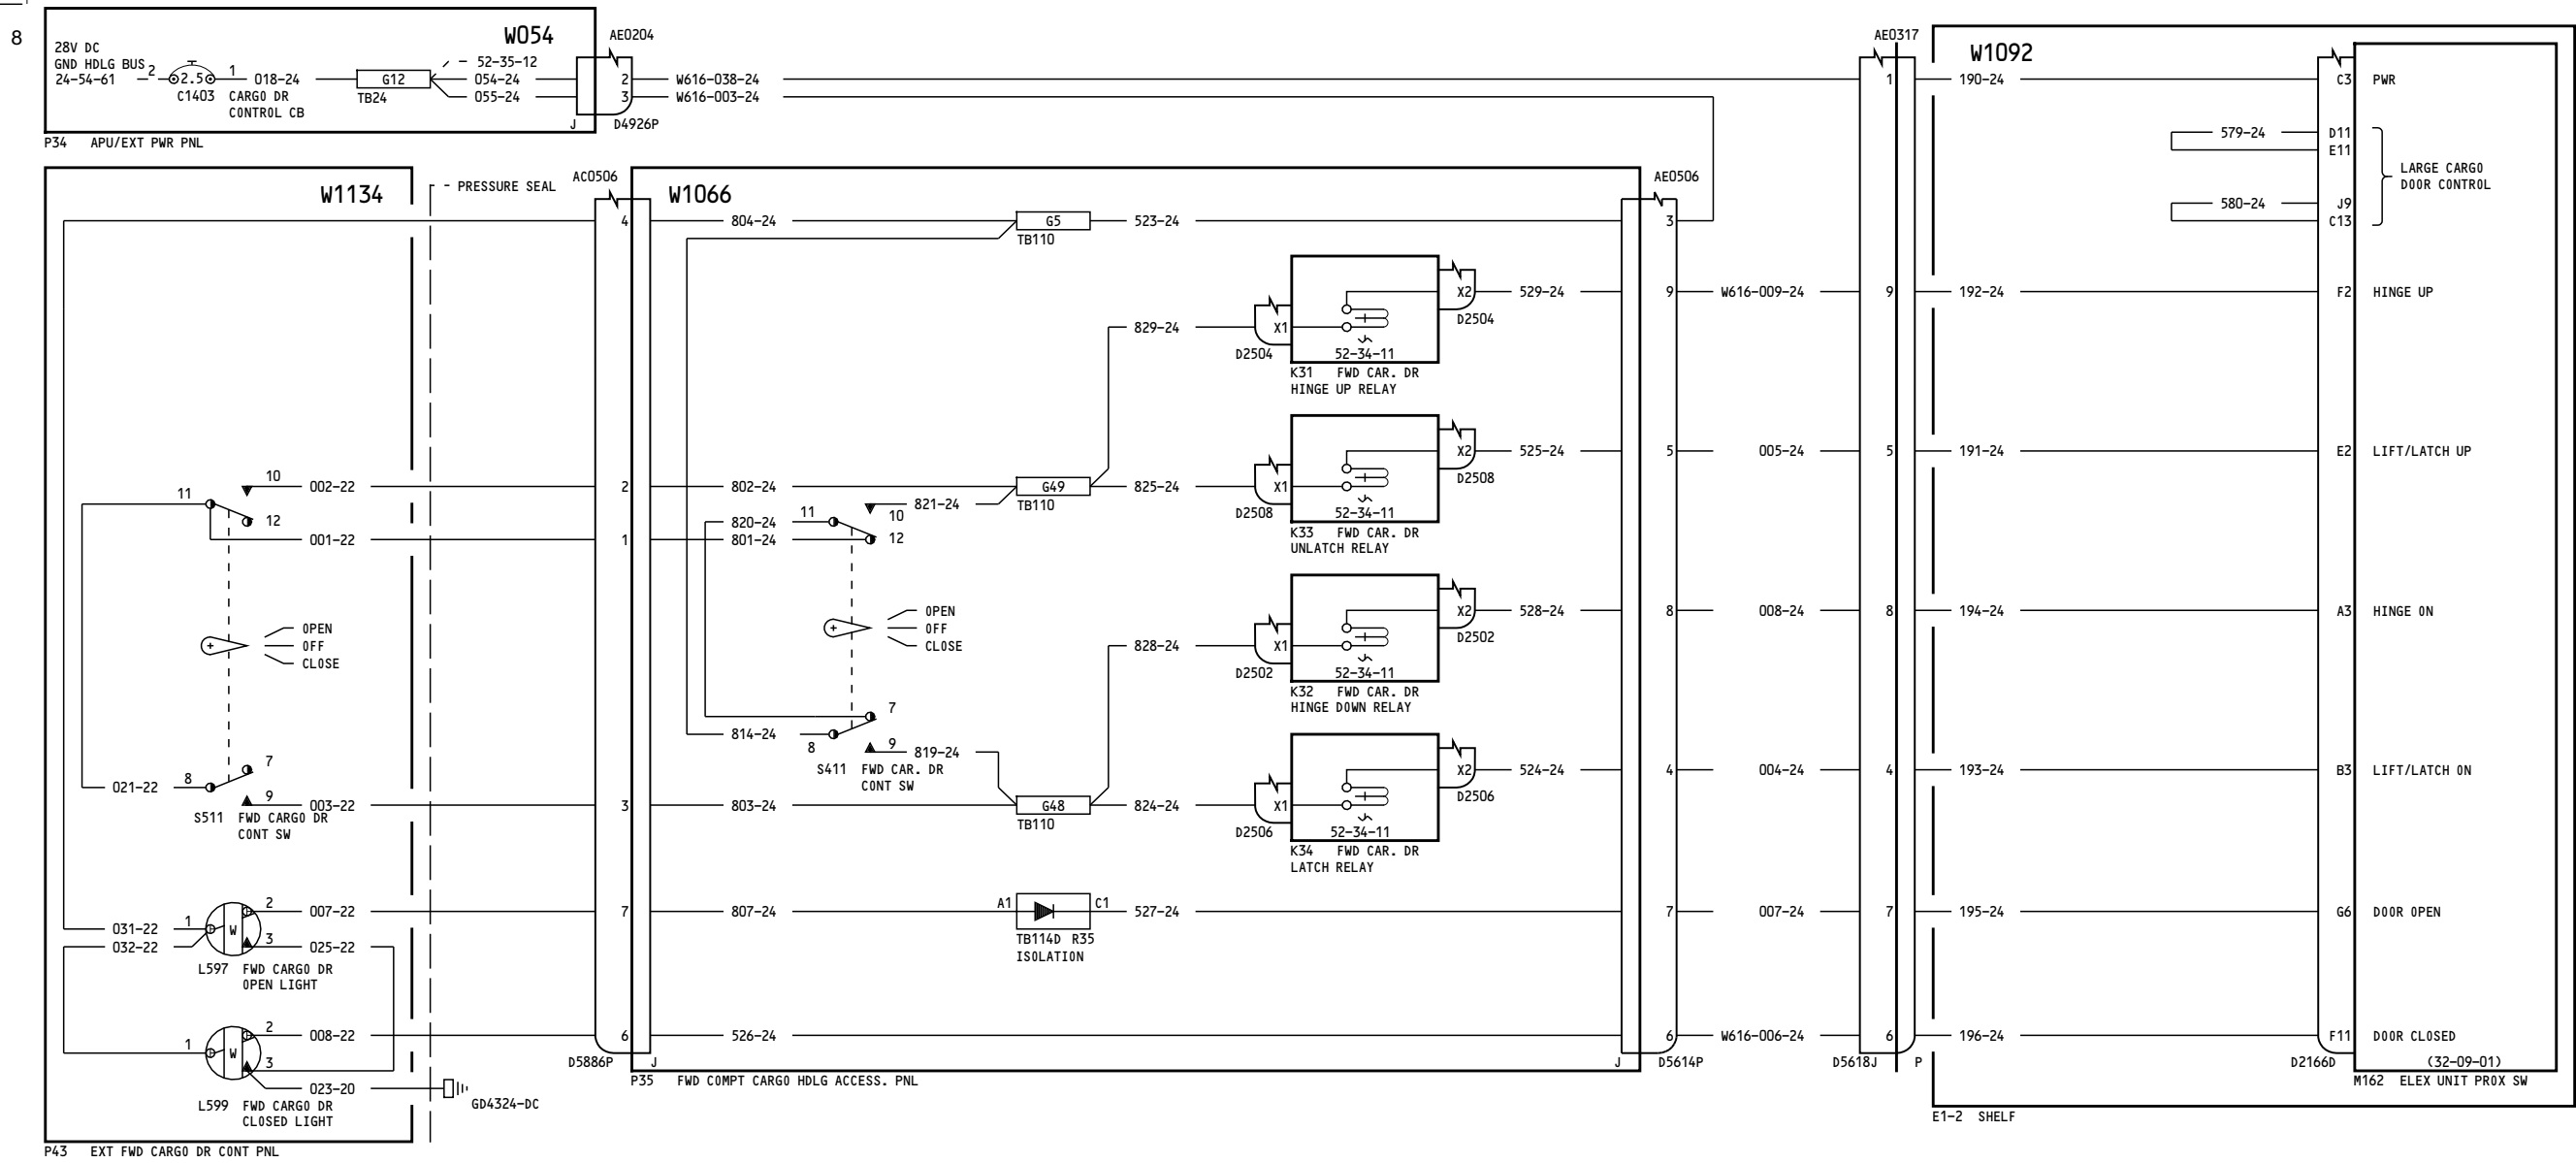 8
W054
AE0204
28V DC
GND HDLG BUS
24-54-61
2
2.5
1
018-24
C1403
CARGO DR
CONTROL CB
G12
TB24
52-35-12
054-24
055-24
2
3
J
D4926P
W616-038-24
W616-003-24
P34 APU/EXT PWR PNL
AE0317
1
W1092
190-24
C3 PWR
579-24
D11
E11
LARGE CARGO
DOOR CONTROL
580-24
J9
C13
W1134
PRESSURE SEAL
AC0506
W1066
AE0506
4
804-24
G5
TB110
523-24
3
K31 FWD CAR. DR
HINGE UP RELAY
52-34-11
829-24
X1
D2504
X2
D2504
529-24
9
W616-009-24
9
192-24
F2 HINGE UP
11
10
12
002-22
001-22
2
1
802-24
821-24
G49
TB110
825-24
820-24
801-24
11
10
12
X1
D2508
52-34-11
K33 FWD CAR. DR
UNLATCH RELAY
X2
D2508
525-24
5
005-24
5
191-24
E2 LIFT/LATCH UP
OPEN
OFF
CLOSE
OPEN
OFF
CLOSE
828-24
X1
D2502
52-34-11
K32 FWD CAR. DR
HINGE DOWN RELAY
X2
D2502
528-24
8
008-24
8
194-24
A3 HINGE ON
021-22
8
7
9
003-22
S511 FWD CARGO DR
CONT SW
3
803-24
814-24
8
7
9
819-24
S411 FWD CAR. DR
CONT SW
G48
TB110
824-24
X1
D2506
52-34-11
K34 FWD CAR. DR
LATCH RELAY
X2
D2506
524-24
4
004-24
4
193-24
B3 LIFT/LATCH ON
031-22
032-22
1
W
2
3
007-22
025-22
L597 FWD CARGO DR
OPEN LIGHT
7
807-24
A1
C1
TB114D R35
ISOLATION
527-24
7
007-24
7
195-24
G6 DOOR OPEN
1
W
2
3
008-22
023-20
L599 FWD CARGO DR
CLOSED LIGHT
GD4324-DC
6
D5886P
J
526-24
6
J
D5614P
W616-006-24
6
D5618J
P
196-24
F11 DOOR CLOSED
D2166D
(32-09-01)
P35 FWD COMPT CARGO HDLG ACCESS. PNL
M162 ELEX UNIT PROX SW
E1-2 SHELF
P43 EXT FWD CARGO DR CONT PNL